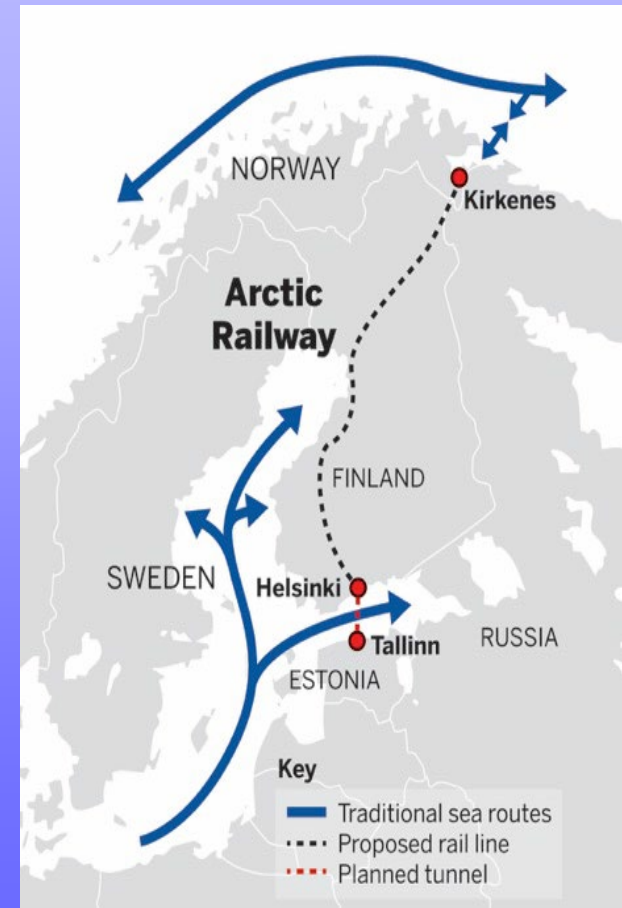 NORWAY
Kirkenes
Arctic
Railway
FINLAND
SWEDEN
Helsinki
Tallinn
RUSSIA
ESTONIA
Key
Traditional sea routes
Proposed rail line
Planned tunnel